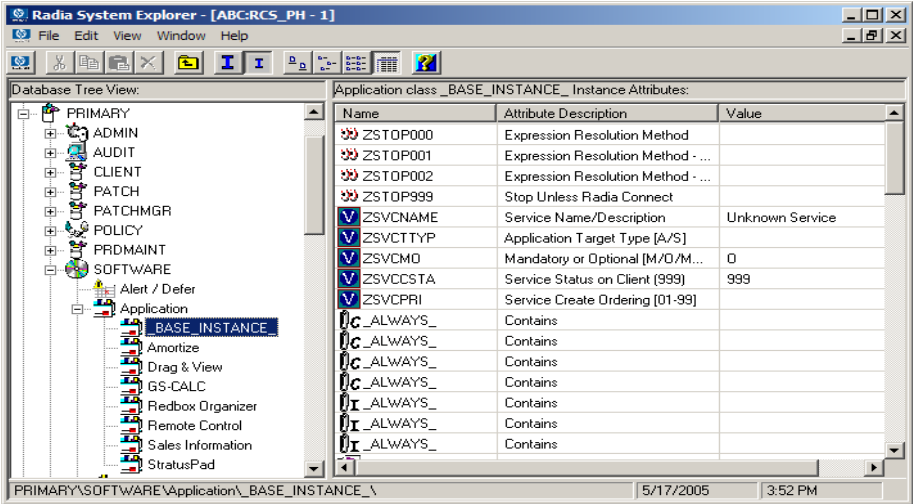 Radia System Explorer - [ABC:RCS_PH - 1]
File Edit View Window Help
Database Tree View:
Application class _BASE_INSTANCE_ Instance Attributes:
PRIMARY
ADMIN
AUDIT
CLIENT
PATCH
PATCHMGR
POLICY
PRDMAINT
SOFTWARE
Alert / Defer
Application
_BASE_INSTANCE_
Amortize
Drag & View
GS-CALC
Redbox Organizer
Remote Control
Sales Information
StratusPad
Name Attribute Description Value
ZSTOP000 Expression Resolution Method
ZSTOP001 Expression Resolution Method - ...
ZSTOP002 Expression Resolution Method - ...
ZSTOP999 Stop Unless Radia Connect
V ZSVCNAME Service Name/Description Unknown Service
V ZSVCTTYP Application Target Type [A/S]
V ZSVCMO Mandatory or Optional [M/O/M... O
V ZSVCCSTA Service Status on Client (999) 999
V ZSVCPRI Service Create Ordering [01-99]
C _ALWAYS_ Contains
C _ALWAYS_ Contains
C _ALWAYS_ Contains
C _ALWAYS_ Contains
I _ALWAYS_ Contains
I _ALWAYS_ Contains
I _ALWAYS_ Contains
PRIMARY\SOFTWARE\Application\_BASE_INSTANCE_\ 5/17/2005 3:52 PM